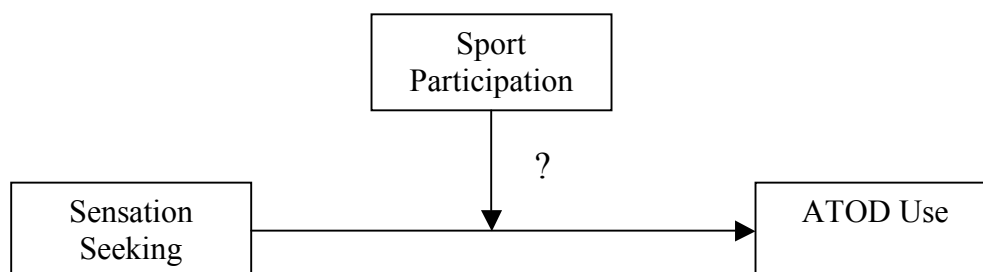 Sport
Participation
?
Sensation
Seeking
ATOD Use